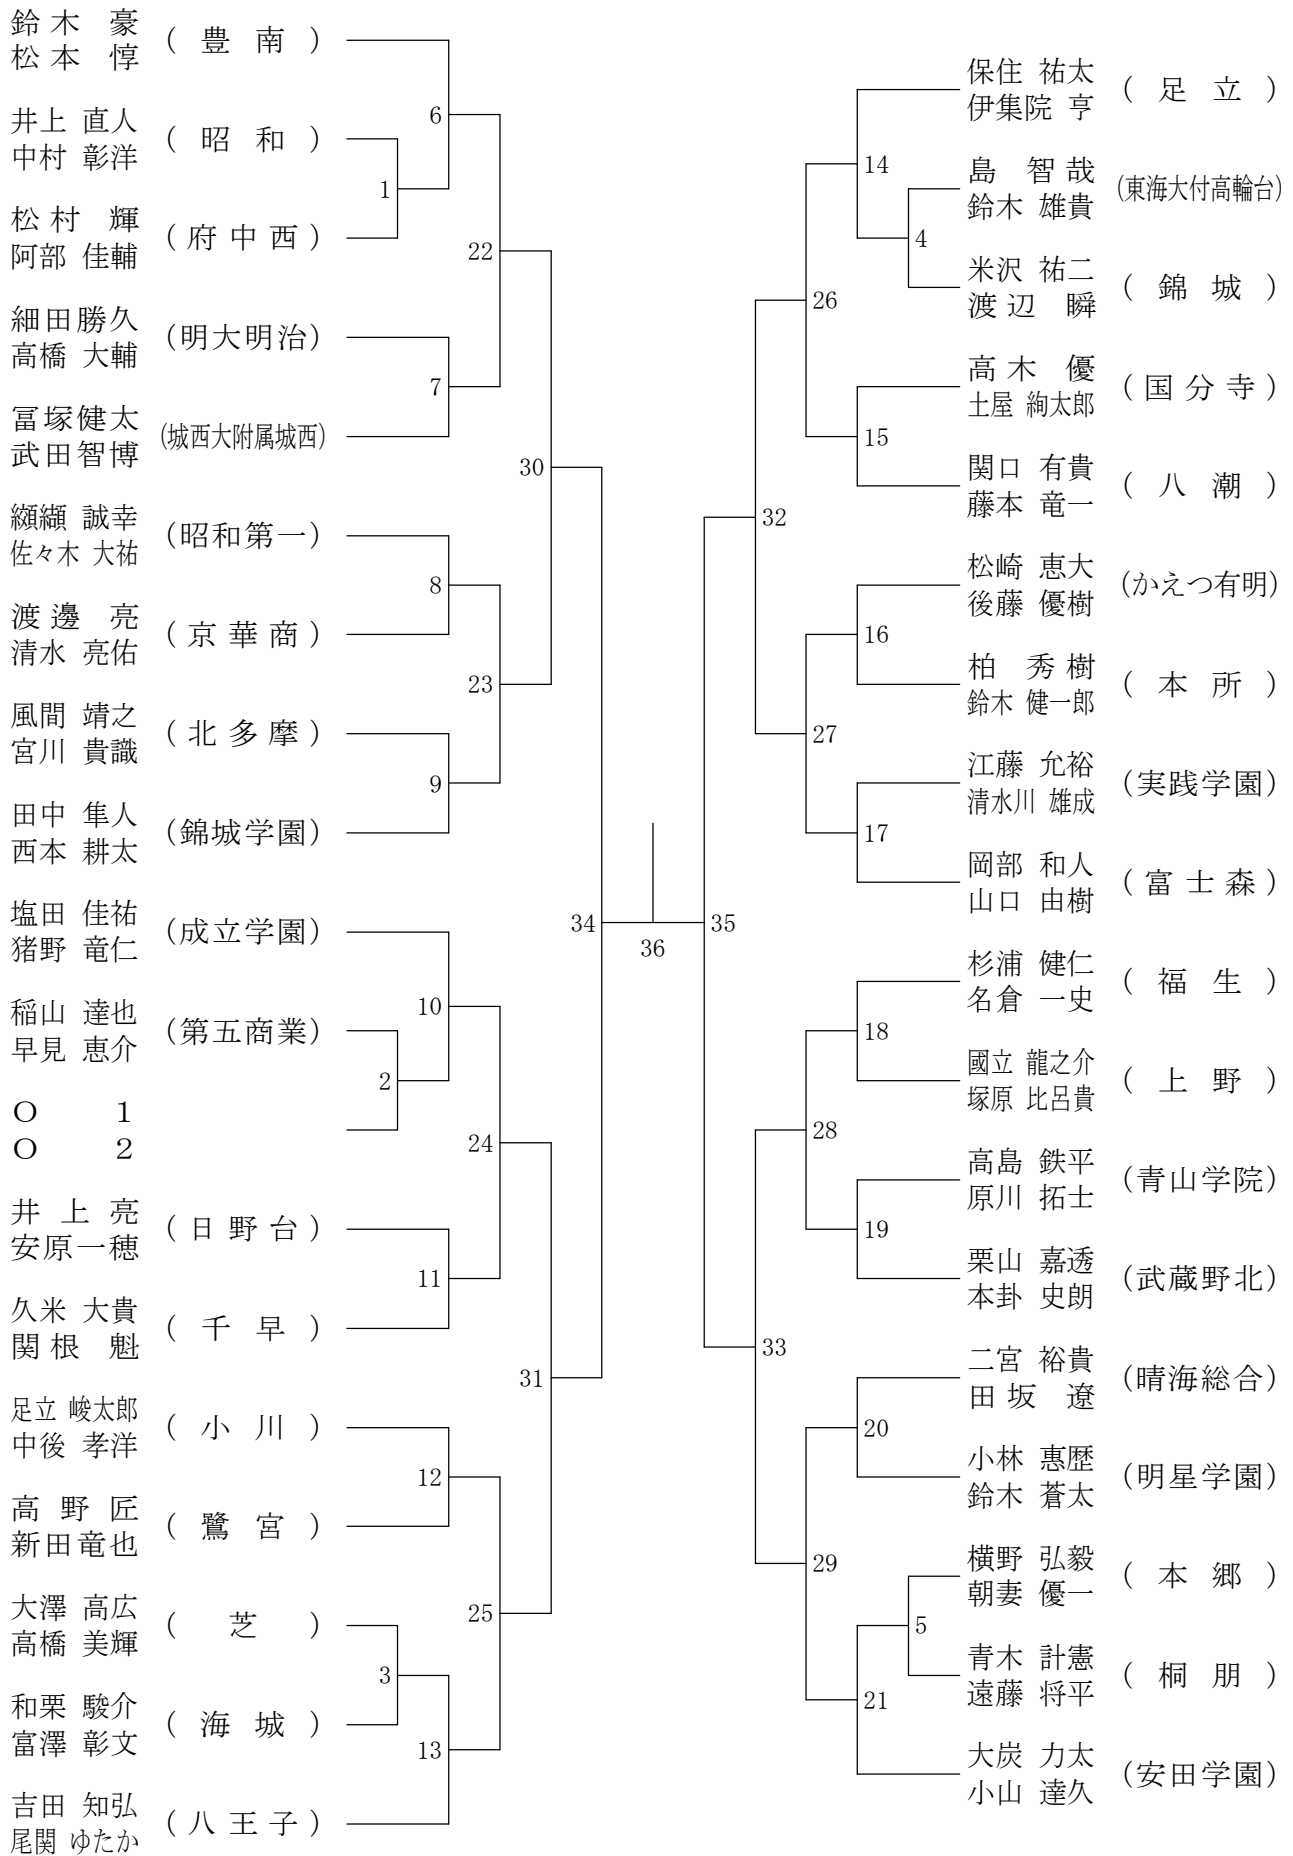 鈴木 豪
松本 惇
(豊南)
井上 直人
中村 彰洋
(昭和)
松村 輝
阿部 佳輔
(府中西)
細田勝久
高橋 大輔
(明大明治)
冨塚健太
武田智博
(城西大附属城西)
纐纈 誠幸
佐々木 大祐
(昭和第一)
渡邊 亮
清水 亮佑
(京華商)
風間 靖之
宮川 貴識
(北多摩)
田中 隼人
西本 耕太
(錦城学園)
塩田 佳祐
猪野 竜仁
(成立学園)
稲山 達也
早見 恵介
(第五商業)
O 1
O 2
井上亮
安原一穂
(日野台)
久米 大貴
関根 魁
(千早)
足立 峻太郎
中後 孝洋
(小川)
高野匠
新田竜也
(鷺宮)
大澤 高広
高橋 美輝
(芝)
和栗 駿介
富澤 彰文
(海城)
吉田 知弘
尾関 ゆたか
(八王子)
6
1
22
7
30
8
23
9
34
10
2
24
11
31
12
25
3
13
36
保住 祐太
伊集院 亨
(足立)
島 智哉
鈴木 雄貴
(東海大付高輪台)
米沢 祐二
渡辺 瞬
(錦城)
高木 優
土屋 絢太郎
(国分寺)
関口 有貴
藤本 竜一
(八潮)
松崎 恵大
後藤 優樹
(かえつ有明)
柏 秀樹
鈴木 健一郎
(本所)
江藤 允裕
清水川 雄成
(実践学園)
岡部 和人
山口 由樹
(富士森)
杉浦 健仁
名倉 一史
(福生)
國立 龍之介
塚原 比呂貴
(上野)
高島 鉄平
原川 拓士
(青山学院)
栗山 嘉透
本卦 史朗
(武蔵野北)
二宮 裕貴
田坂 遼
(晴海総合)
小林 惠歴
鈴木 蒼太
(明星学園)
横野 弘毅
朝妻 優一
(本郷)
青木 計憲
遠藤 将平
(桐朋)
大炭 力太
小山 達久
(安田学園)
14
4
26
15
32
16
27
17
35
18
28
19
33
20
29
5
21